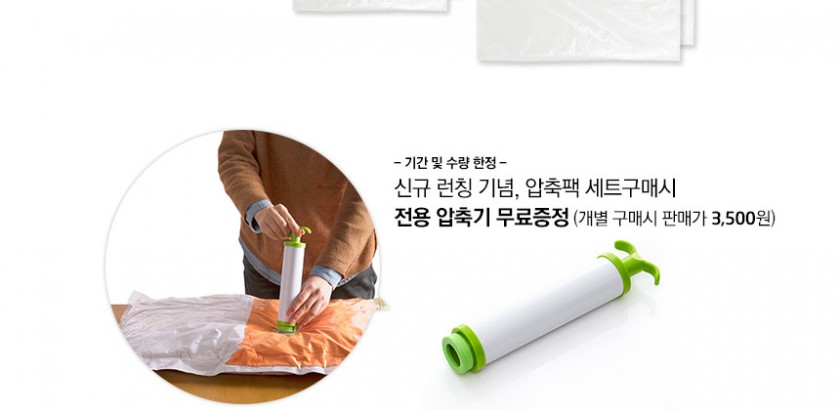 – 기간 및 수량 한정 –
신규 런칭 기념, 압축팩 세트구매시
전용 압축기 무료증정 (개별 구매시 판매가 3,500원)